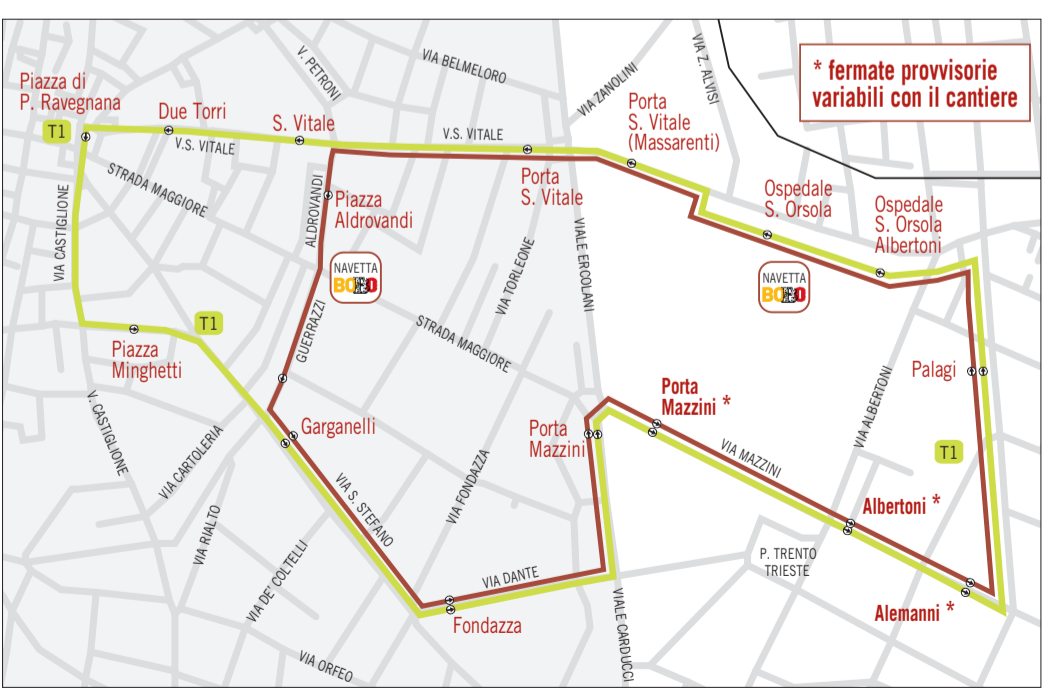 * fermate provvisorie
variabili con il cantiere
Piazza di
P. Ravegnana
T1
Due Torri
V.S. VITALE
S. Vitale
V. PETRONI
VIA BELMELORO
V.S. VITALE
VIA ZANOLINI
VIA Z. ALVISI
Porta
S. Vitale
(Massarenti)
Porta
S. Vitale
Ospedale
S. Orsola
Ospedale
S. Orsola
Albertoni
STRADA MAGGIORE
VIA CASTIGLIONE
ALDROVANDI
Piazza
Aldrovandi
NAVETTA
BOEBO
VIA TORLEONE
VIALE ERCOLANI
NAVETTA
BOEBO
T1
Piazza
Minghetti
GUERRAZZI
STRADA MAGGIORE
Palagi
VIA ALBERTONI
V. CASTIGLIONE
VIA CARTOLERIA
Garganelli
Porta
Mazzini
Porta
Mazzini *
VIA MAZZINI
T1
VIA RIALTO
VIA S. STEFANO
VIA FONDAZZA
Albertoni *
VIA DE' COLTELLI
VIA DANTE
P. TRENTO
TRIESTE
Fondazza
VIALE CARDUCCI
Alemanni *
VIA ORFEO